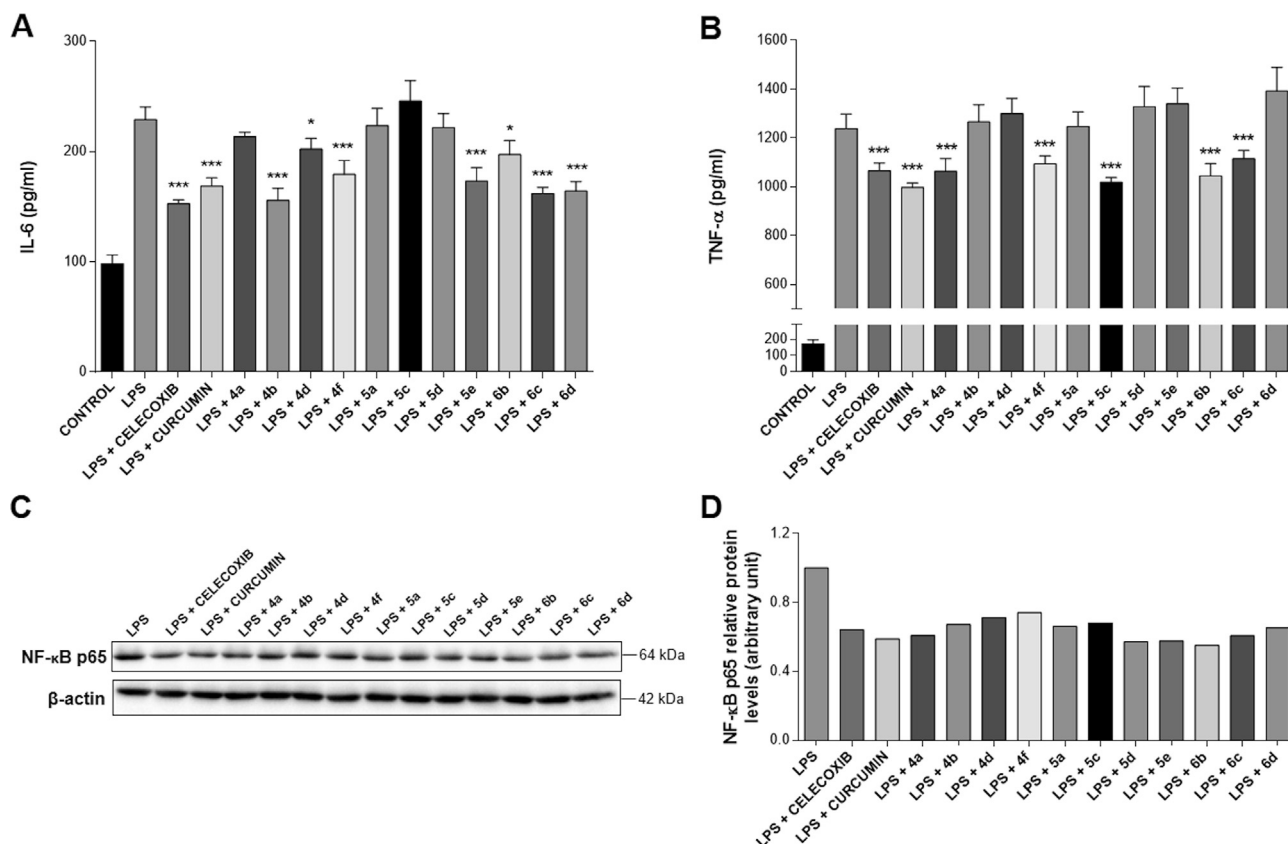 A
IL-6 (pg/ml)
300
200
100
0
*
***
***
***
***
***
*
***
***
CONTROL
LPS
LPS + CELECOXIB
LPS + CURCUMIN
LPS + 4a
LPS + 4b
LPS + 4d
LPS + 4f
LPS + 5a
LPS + 5c
LPS + 5d
LPS + 5e
LPS + 6b
LPS + 6c
LPS + 6d
B
TNF-α (pg/ml)
1600
1400
1200
1000
800
600
200
100
0
***
***
***
***
***
***
***
CONTROL
LPS
LPS + CELECOXIB
LPS + CURCUMIN
LPS + 4a
LPS + 4b
LPS + 4d
LPS + 4f
LPS + 5a
LPS + 5c
LPS + 5d
LPS + 5e
LPS + 6b
LPS + 6c
LPS + 6d
C
LPS
LPS + CELECOXIB
LPS + CURCUMIN
LPS + 4a
LPS + 4b
LPS + 4d
LPS + 4f
LPS + 5a
LPS + 5c
LPS + 5d
LPS + 5e
LPS + 6b
LPS + 6c
LPS + 6d
NF-κB p65
64 kDa
β-actin
42 kDa
D
NF-κB p65 relative protein
levels (arbitrary unit)
1.2
0.8
0.4
0.0
LPS
LPS + CELECOXIB
LPS + CURCUMIN
LPS + 4a
LPS + 4b
LPS + 4d
LPS + 4f
LPS + 5a
LPS + 5c
LPS + 5d
LPS + 5e
LPS + 6b
LPS + 6c
LPS + 6d